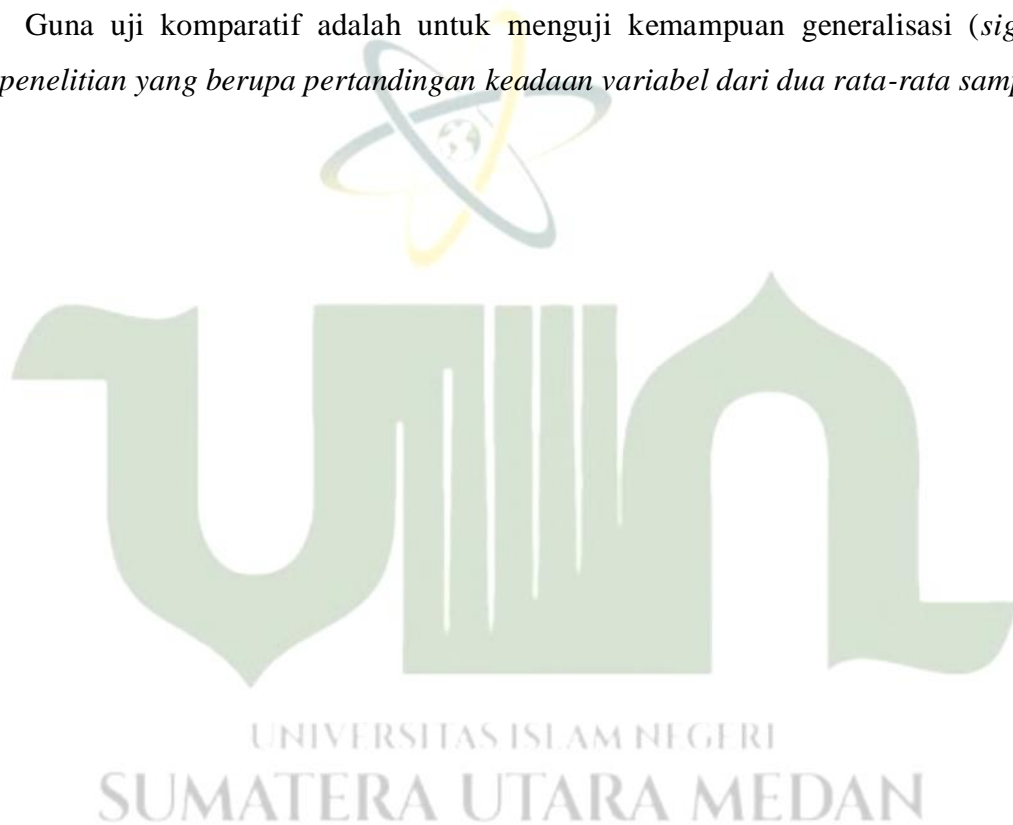 Guna uji komparatif adalah untuk menguji kemampuan generalisasi (sig
penelitian yang berupa pertandingan keadaan variabel dari dua rata-rata samp
UIN
UNIVERSITAS ISLAM NEGERI
SUMATERA UTARA MEDAN